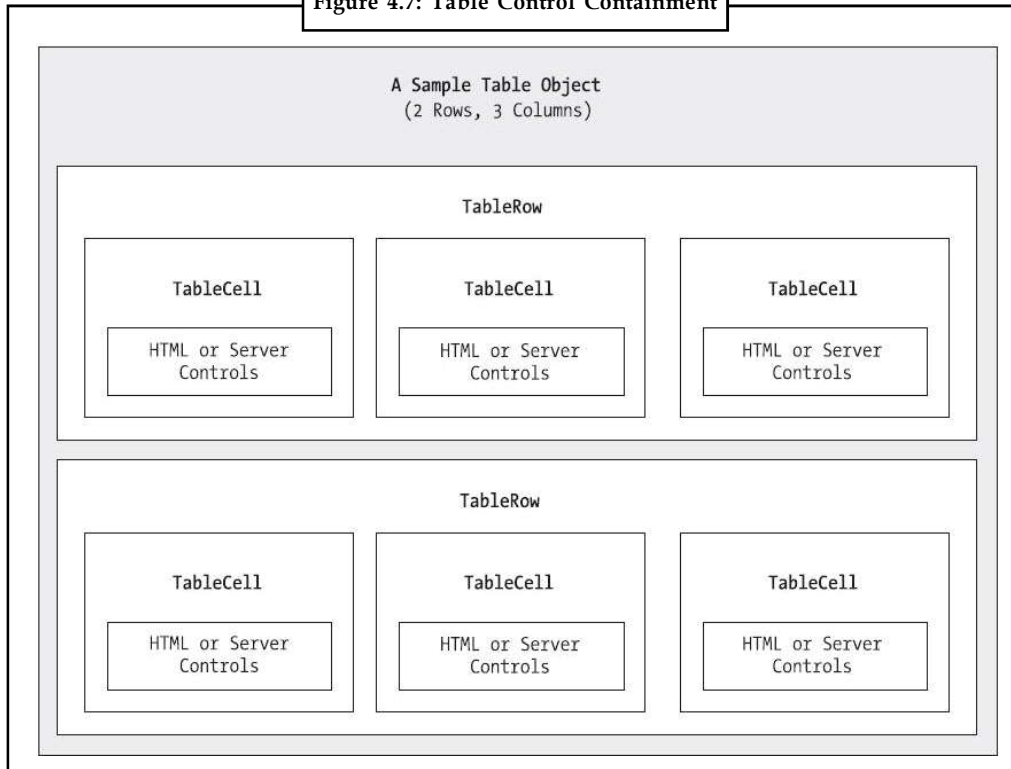 Figure 4.7: Table Control Containment
A Sample Table Object
(2 Rows, 3 Columns)
TableRow
TableCell
HTML or Server
Controls
TableCell
HTML or Server
Controls
TableCell
HTML or Server
Controls
TableRow
TableCell
HTML or Server
Controls
TableCell
HTML or Server
Controls
TableCell
HTML or Server
Controls